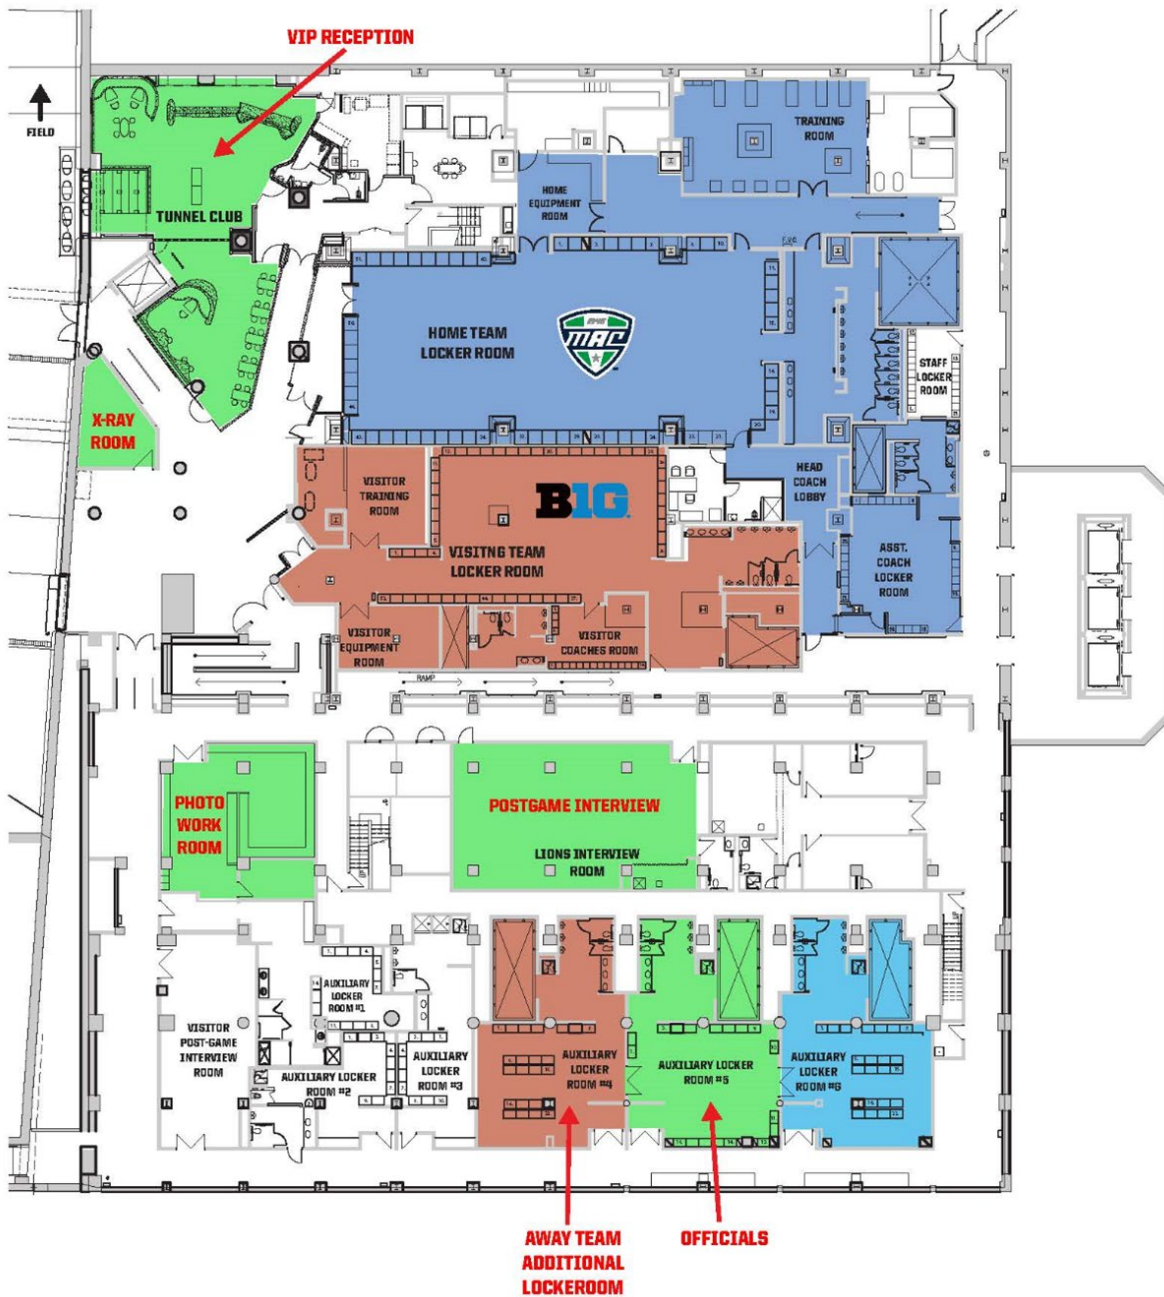 VIP RECEPTION
FIELD
TRAINING
ROOM
HOME
EQUIPMENT
ROOM
TUNNEL CLUB
HOME TEAM
LOCKER ROOM
MAC
STAFF
LOCKER
ROOM
X-RAY
ROOM
VISITOR
TRAINING
ROOM
B1G
HEAD
COACH
LOBBY
VISITNG TEAM
LOCKER ROOM
ASST.
COACH
LOCKER
ROOM
VISITOR
EQUIPMENT
ROOM
VISITOR
COACHES ROOM
RAMP
PHOTO
WORK
ROOM
POSTGAME INTERVIEW
LIONS INTERVIEW
ROOM
AUXILIARY
LOCKER
ROOM #1
VISITOR
POST-GAME
INTERVIEW
ROOM
AUXILIARY LOCKER
ROOM #2
AUXILIARY
LOCKER
ROOM #3
AUXILIARY
LOCKER
ROOM #4
AUXILIARY LOCKER
ROOM #5
AUXILIARY
LOCKER
ROOM #6
AWAY TEAM
ADDITIONAL
LOCKEROOM
OFFICIALS